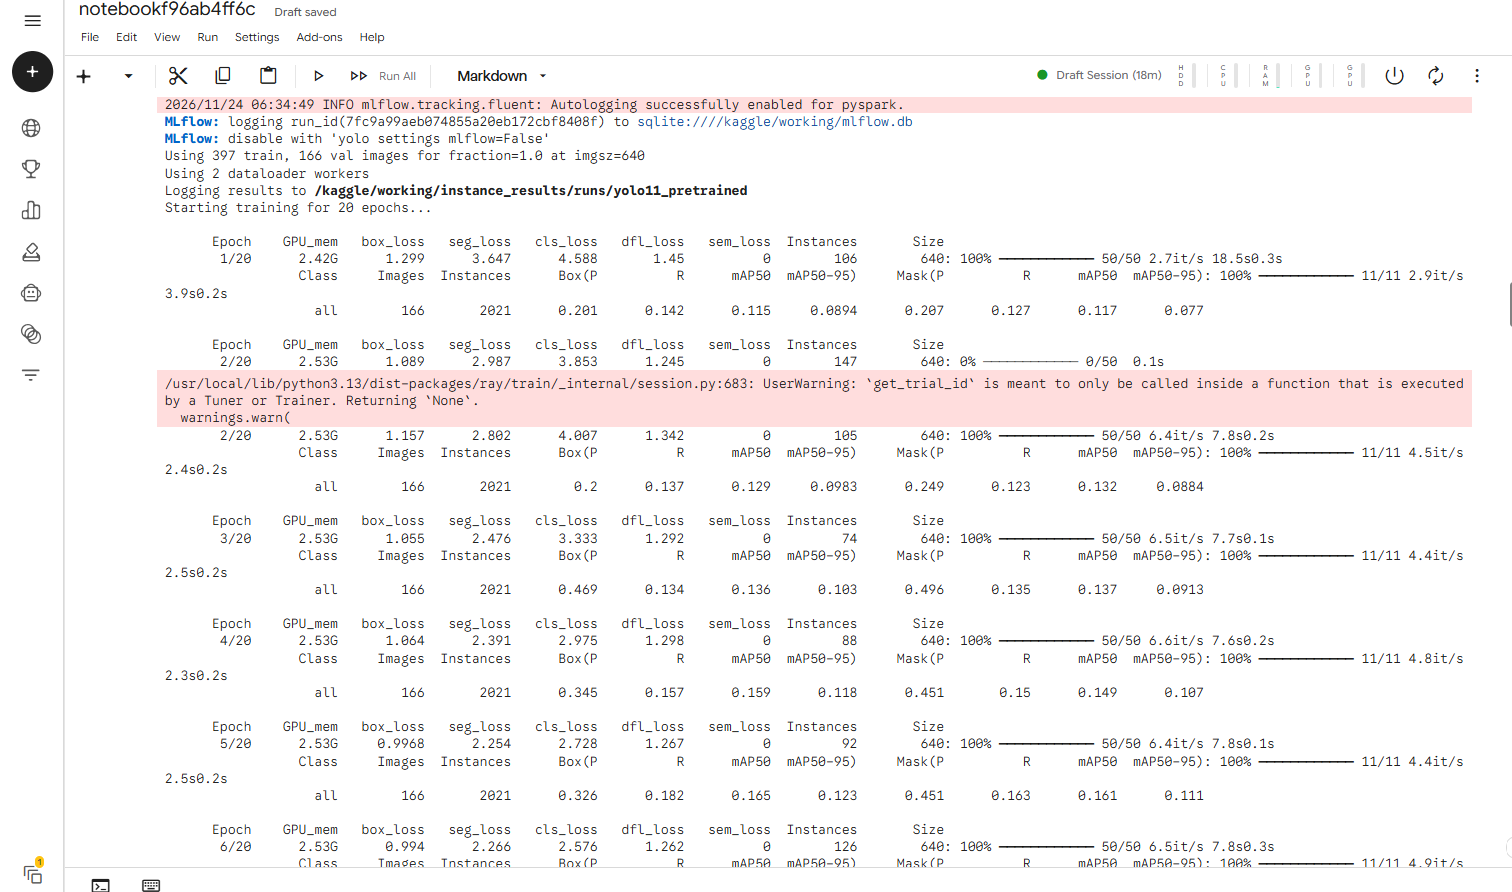 notebookf96ab4ff6c Draft saved
File Edit View Run Settings Add-ons Help
Run All Markdown Draft Session (18m) HDD CPU RAM GPU GPU
2026/11/24 06:34:49 INFO mlflow.tracking.fluent: Autologging successfully enabled for pyspark.
MLflow: logging run_id(7fc9a99aeb074855a20eb172cbf8408f) to sqlite:////kaggle/working/mlflow.db
MLflow: disable with 'yolo settings mlflow=False'
Using 397 train, 166 val images for fraction=1.0 at imgsz=640
Using 2 dataloader workers
Logging results to /kaggle/working/instance_results/runs/yolo11_pretrained
Starting training for 20 epochs...
Epoch GPU_mem box_loss seg_loss cls_loss dfl_loss sem_loss Instances Size
1/20 2.42G 1.299 3.647 4.588 1.45 0 106 640: 100% ━━━━━━━━━━━━ 50/50 2.7it/s 18.5s0.3s
Class Images Instances Box(P R mAP50 mAP50-95) Mask(P R mAP50 mAP50-95): 100% ━━━━━━━━━━━━ 11/11 2.9it/s
3.9s0.2s
all 166 2021 0.201 0.142 0.115 0.0894 0.207 0.127 0.117 0.077
Epoch GPU_mem box_loss seg_loss cls_loss dfl_loss sem_loss Instances Size
2/20 2.53G 1.089 2.987 3.853 1.245 0 147 640: 0% ──────────── 0/50 0.1s
/usr/local/lib/python3.13/dist-packages/ray/train/_internal/session.py:683: UserWarning: `get_trial_id` is meant to only be called inside a function that is executed
by a Tuner or Trainer. Returning `None`.
warnings.warn(
2/20 2.53G 1.157 2.802 4.007 1.342 0 105 640: 100% ━━━━━━━━━━━━ 50/50 6.4it/s 7.8s0.2s
Class Images Instances Box(P R mAP50 mAP50-95) Mask(P R mAP50 mAP50-95): 100% ━━━━━━━━━━━━ 11/11 4.5it/s
2.4s0.2s
all 166 2021 0.2 0.137 0.129 0.0983 0.249 0.123 0.132 0.0884
Epoch GPU_mem box_loss seg_loss cls_loss dfl_loss sem_loss Instances Size
3/20 2.53G 1.055 2.476 3.333 1.292 0 74 640: 100% ━━━━━━━━━━━━ 50/50 6.5it/s 7.7s0.1s
Class Images Instances Box(P R mAP50 mAP50-95) Mask(P R mAP50 mAP50-95): 100% ━━━━━━━━━━━━ 11/11 4.4it/s
2.5s0.2s
all 166 2021 0.469 0.134 0.136 0.103 0.496 0.135 0.137 0.0913
Epoch GPU_mem box_loss seg_loss cls_loss dfl_loss sem_loss Instances Size
4/20 2.53G 1.064 2.391 2.975 1.298 0 88 640: 100% ━━━━━━━━━━━━ 50/50 6.6it/s 7.6s0.2s
Class Images Instances Box(P R mAP50 mAP50-95) Mask(P R mAP50 mAP50-95): 100% ━━━━━━━━━━━━ 11/11 4.8it/s
2.3s0.2s
all 166 2021 0.345 0.157 0.159 0.118 0.451 0.15 0.149 0.107
Epoch GPU_mem box_loss seg_loss cls_loss dfl_loss sem_loss Instances Size
5/20 2.53G 0.9968 2.254 2.728 1.267 0 92 640: 100% ━━━━━━━━━━━━ 50/50 6.4it/s 7.8s0.1s
Class Images Instances Box(P R mAP50 mAP50-95) Mask(P R mAP50 mAP50-95): 100% ━━━━━━━━━━━━ 11/11 4.4it/s
2.5s0.2s
all 166 2021 0.326 0.182 0.165 0.123 0.451 0.163 0.161 0.111
Epoch GPU_mem box_loss seg_loss cls_loss dfl_loss sem_loss Instances Size
6/20 2.53G 0.994 2.266 2.576 1.262 0 126 640: 100% ━━━━━━━━━━━━ 50/50 6.5it/s 7.8s0.3s
Class Images Instances Box(P R mAP50 mAP50-95) Mask(P R mAP50 mAP50-95): 100% ━━━━━━━━━━━━ 11/11 4.9it/s
1